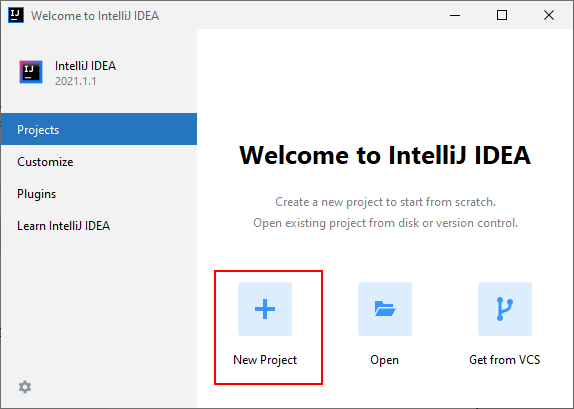 Welcome to IntelliJ IDEA
IJ
IntelliJ IDEA
2021.1.1
Projects
Customize
Plugins
Learn IntelliJ IDEA
Welcome to IntelliJ IDEA
Create a new project to start from scratch.
Open existing project from disk or version control.
New Project
Open
Get from VCS